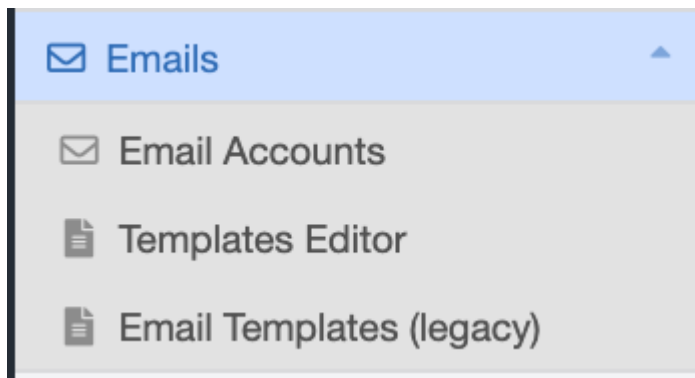 Emails
Email Accounts
Templates Editor
Email Templates (legacy)